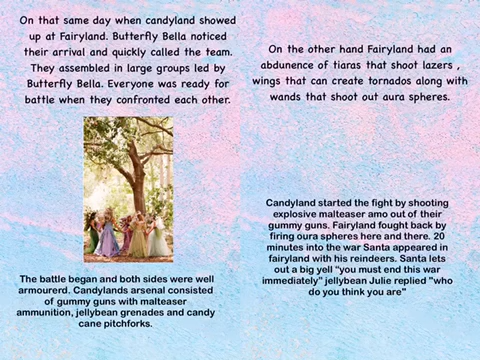 On that same day when candyland showed
up at Fairyland. Butterfly Bella noticed
their arrival and quickly called the team.
They assembled in large groups led by
Butterfly Bella. Everyone was ready for
battle when they confronted each other.
The battle began and both sides were well
armourerd. Candylands arsenal consisted
of gummy guns with malteaser
ammunition, jellybean grenades and candy
cane pitchforks.
On the other hand Fairyland had an
abdunence of tiaras that shoot lazers ,
wings that can create tornados along with
wands that shoot out aura spheres.
Candyland started the fight by shooting
explosive malteaser amo out of their
gummy guns. Fairyland fought back by
firing oura spheres here and there. 20
minutes into the war Santa appeared in
fairyland with his reindeers. Santa lets
out a big yell “you must end this war
immediately” jellybean Julie replied "who
do you think you are"